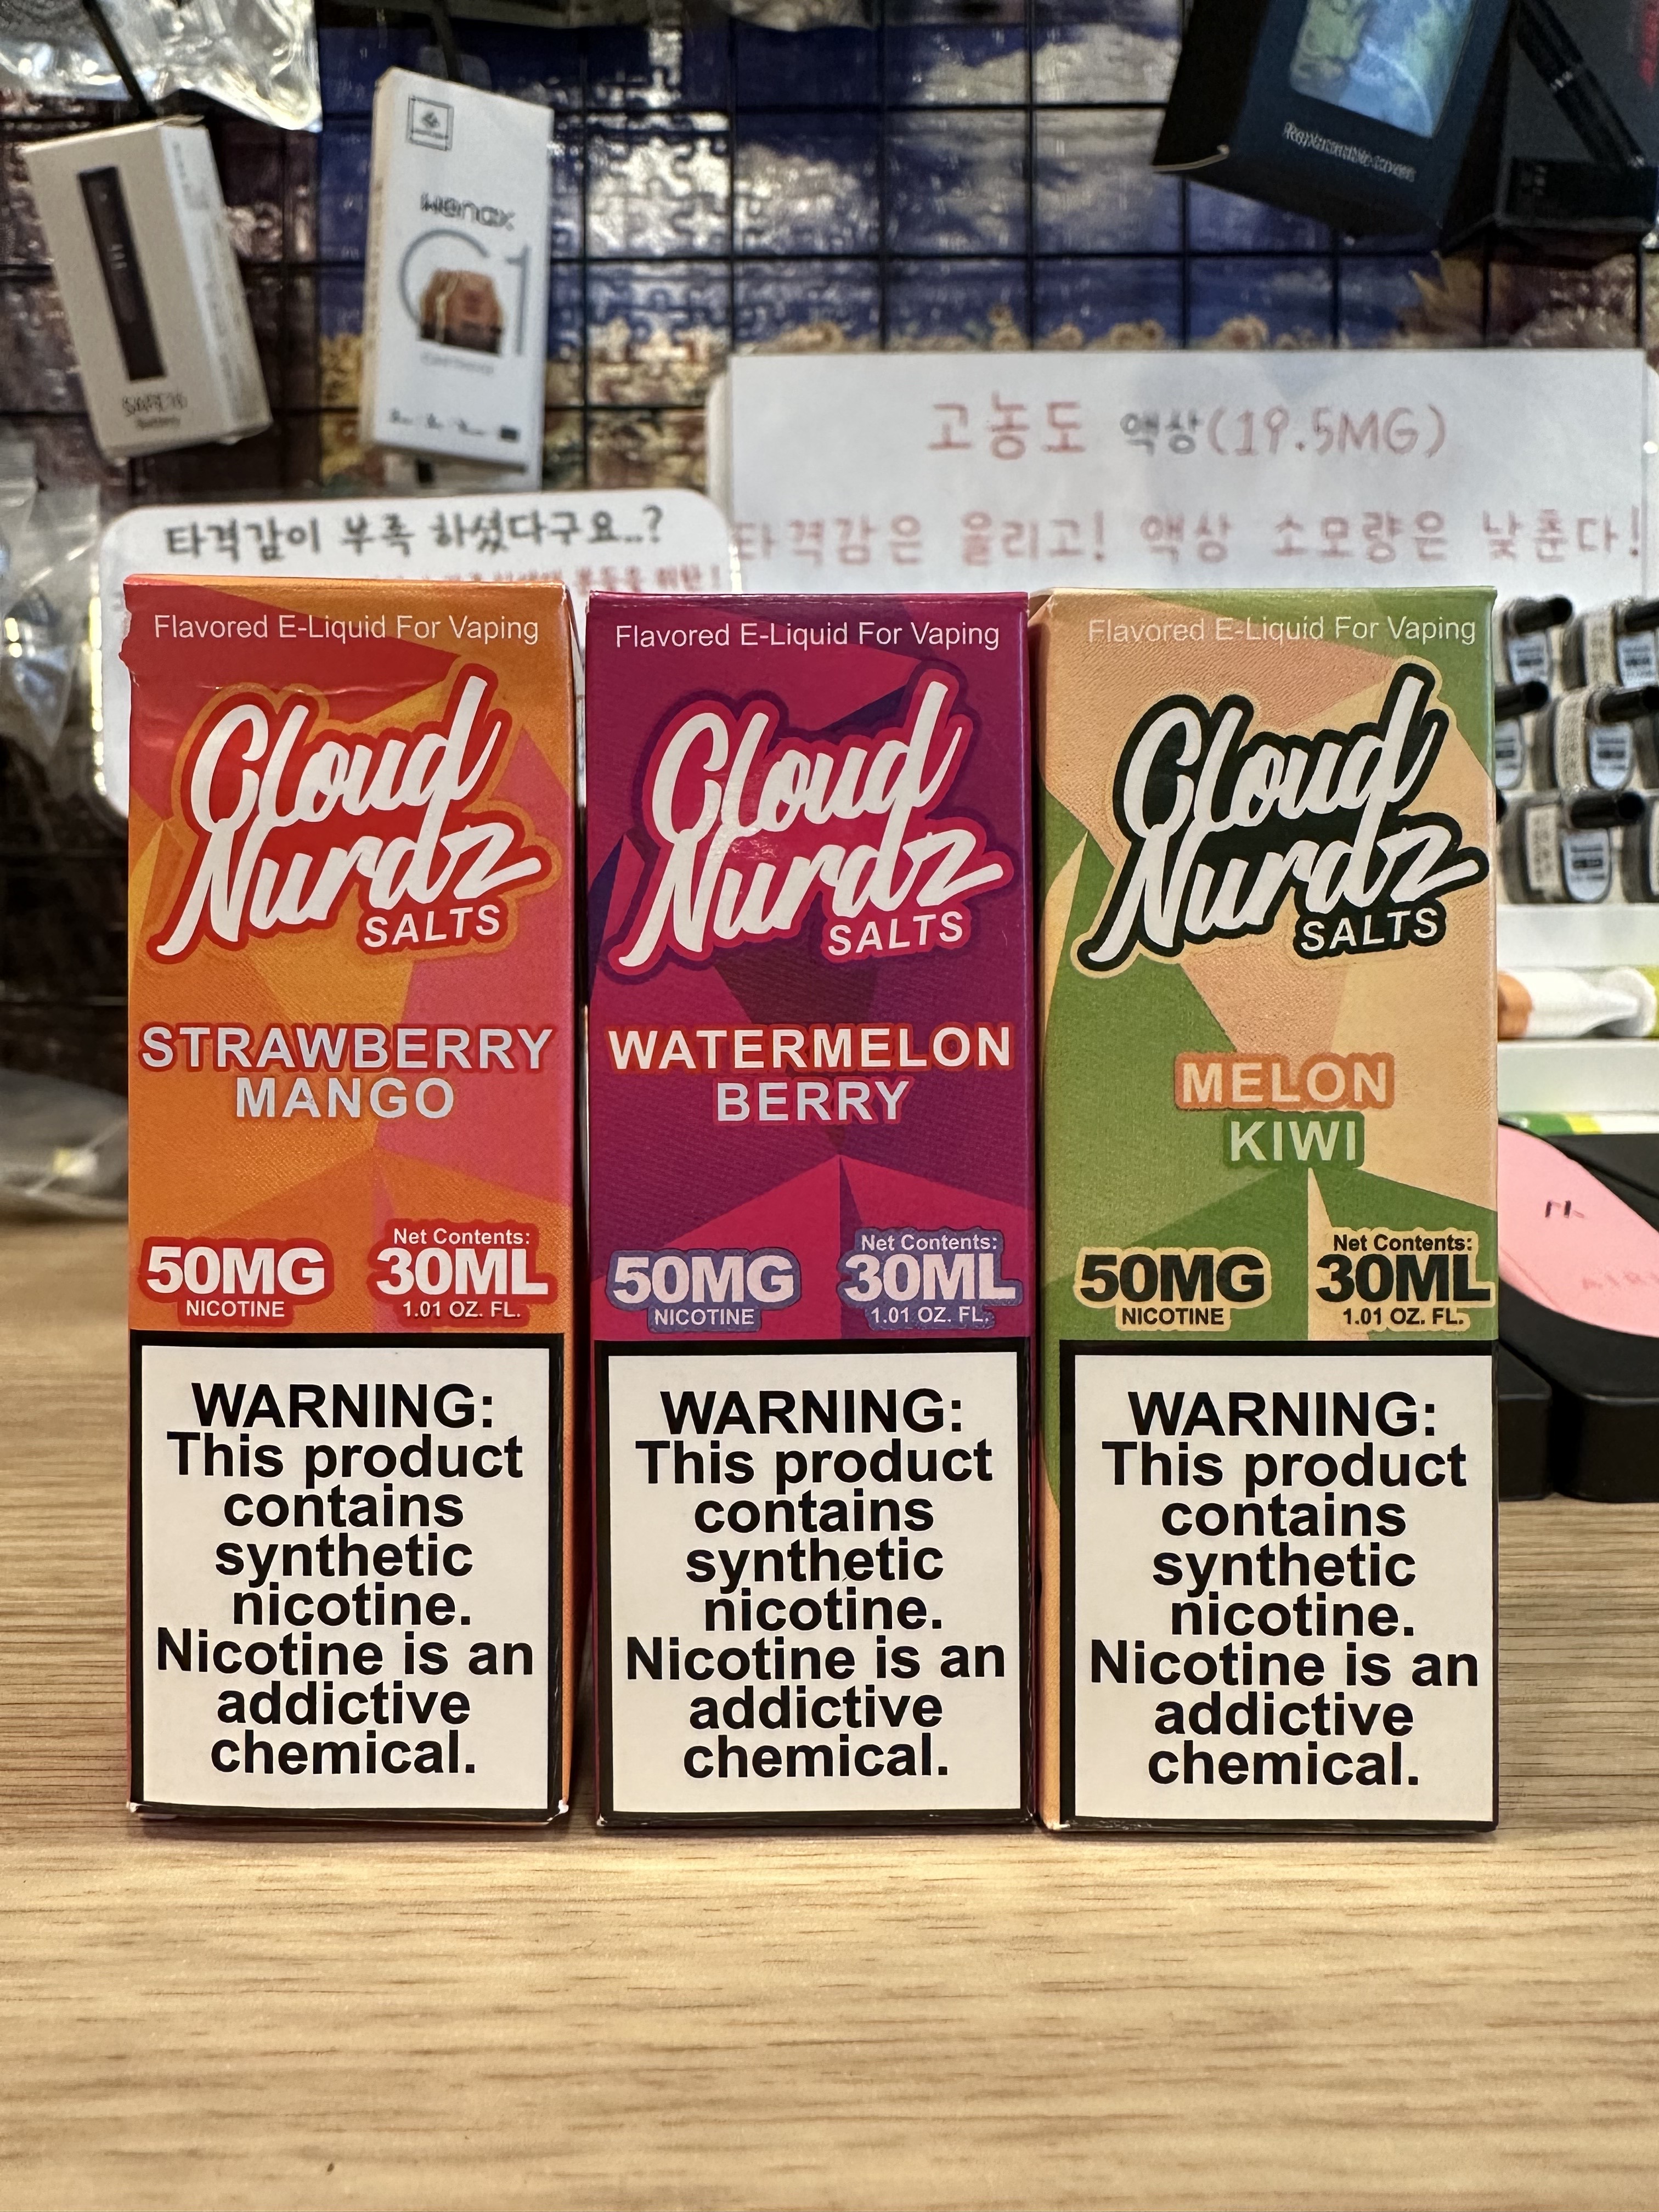 wenax
C1
Replaceable screen
고농도 액상(19.5MG)
타격감은 올리고! 액상 소모량은 낮춘다!
타격감이 부족 하셨다구요..?
Flavored E-Liquid For Vaping
Cloud
Nurdz
SALTS
STRAWBERRY
MANGO
50MG
NICOTINE
Net Contents:
30ML
1.01 OZ. FL.
WARNING:
This product
contains
synthetic
nicotine.
Nicotine is an
addictive
chemical.
Flavored E-Liquid For Vaping
Cloud
Nurdz
SALTS
WATERMELON
BERRY
50MG
NICOTINE
Net Contents:
30ML
1.01 OZ. FL.
WARNING:
This product
contains
synthetic
nicotine.
Nicotine is an
addictive
chemical.
Flavored E-Liquid For Vaping
Cloud
Nurdz
SALTS
MELON
KIWI
50MG
NICOTINE
Net Contents:
30ML
1.01 OZ. FL.
WARNING:
This product
contains
synthetic
nicotine.
Nicotine is an
addictive
chemical.